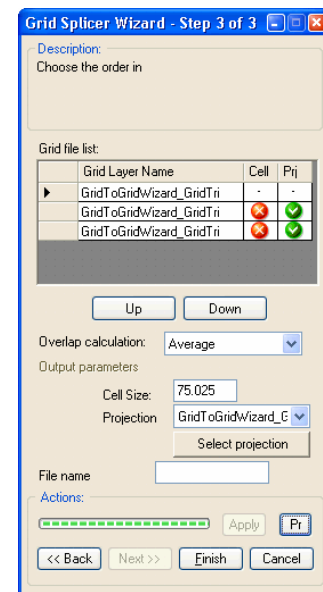 Grid Splicer Wizard - Step 3 of 3
Description:
Choose the order in
Grid file list:
Grid Layer Name Cell Prj
GridToGridWizard_GridTri - -
GridToGridWizard_GridTri
GridToGridWizard_GridTri
Up Down
Overlap calculation: Average
Output parameters
Cell Size: 75.025
Projection GridToGridWizard_G
Select projection
File name
Actions:
Apply Pr
<< Back Next >> Finish Cancel